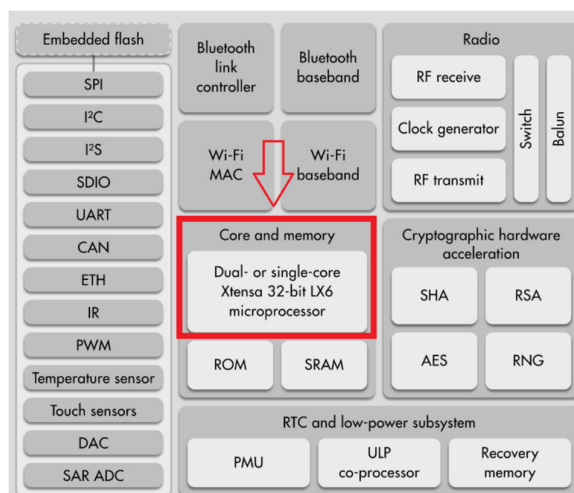 Embedded flash
SPI
I²C
I²S
SDIO
UART
CAN
ETH
IR
PWM
Temperature sensor
Touch sensors
DAC
SAR ADC
Bluetooth
link
controller
Bluetooth
baseband
Wi-Fi
MAC
Wi-Fi
baseband
Radio
RF receive
Clock generator
RF transmit
Switch
Balun
Core and memory
Dual- or single-core
Xtensa 32-bit LX6
microprocessor
ROM
SRAM
Cryptographic hardware
acceleration
SHA
RSA
AES
RNG
RTC and low-power subsystem
PMU
ULP
co-processor
Recovery
memory